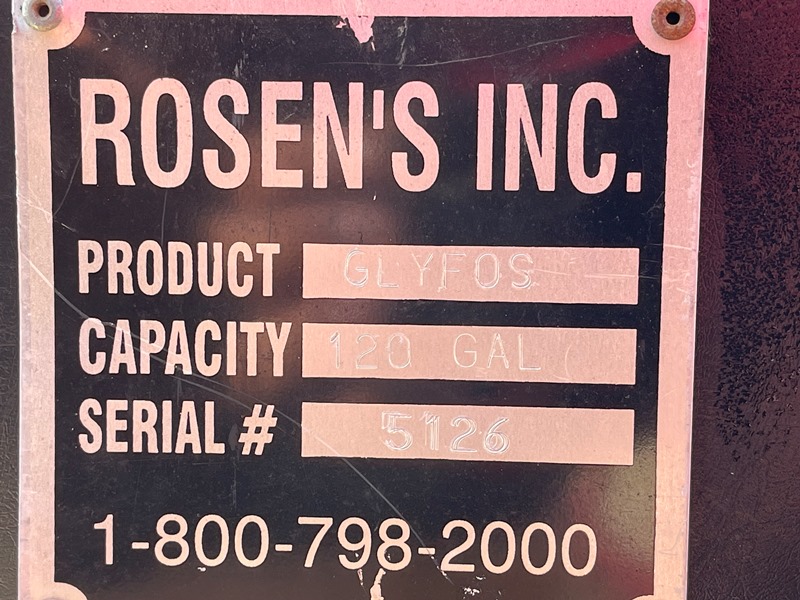 ROSEN'S INC.
PRODUCT GLYFOS
CAPACITY 120 GAL
SERIAL # 5126
1-800-798-2000